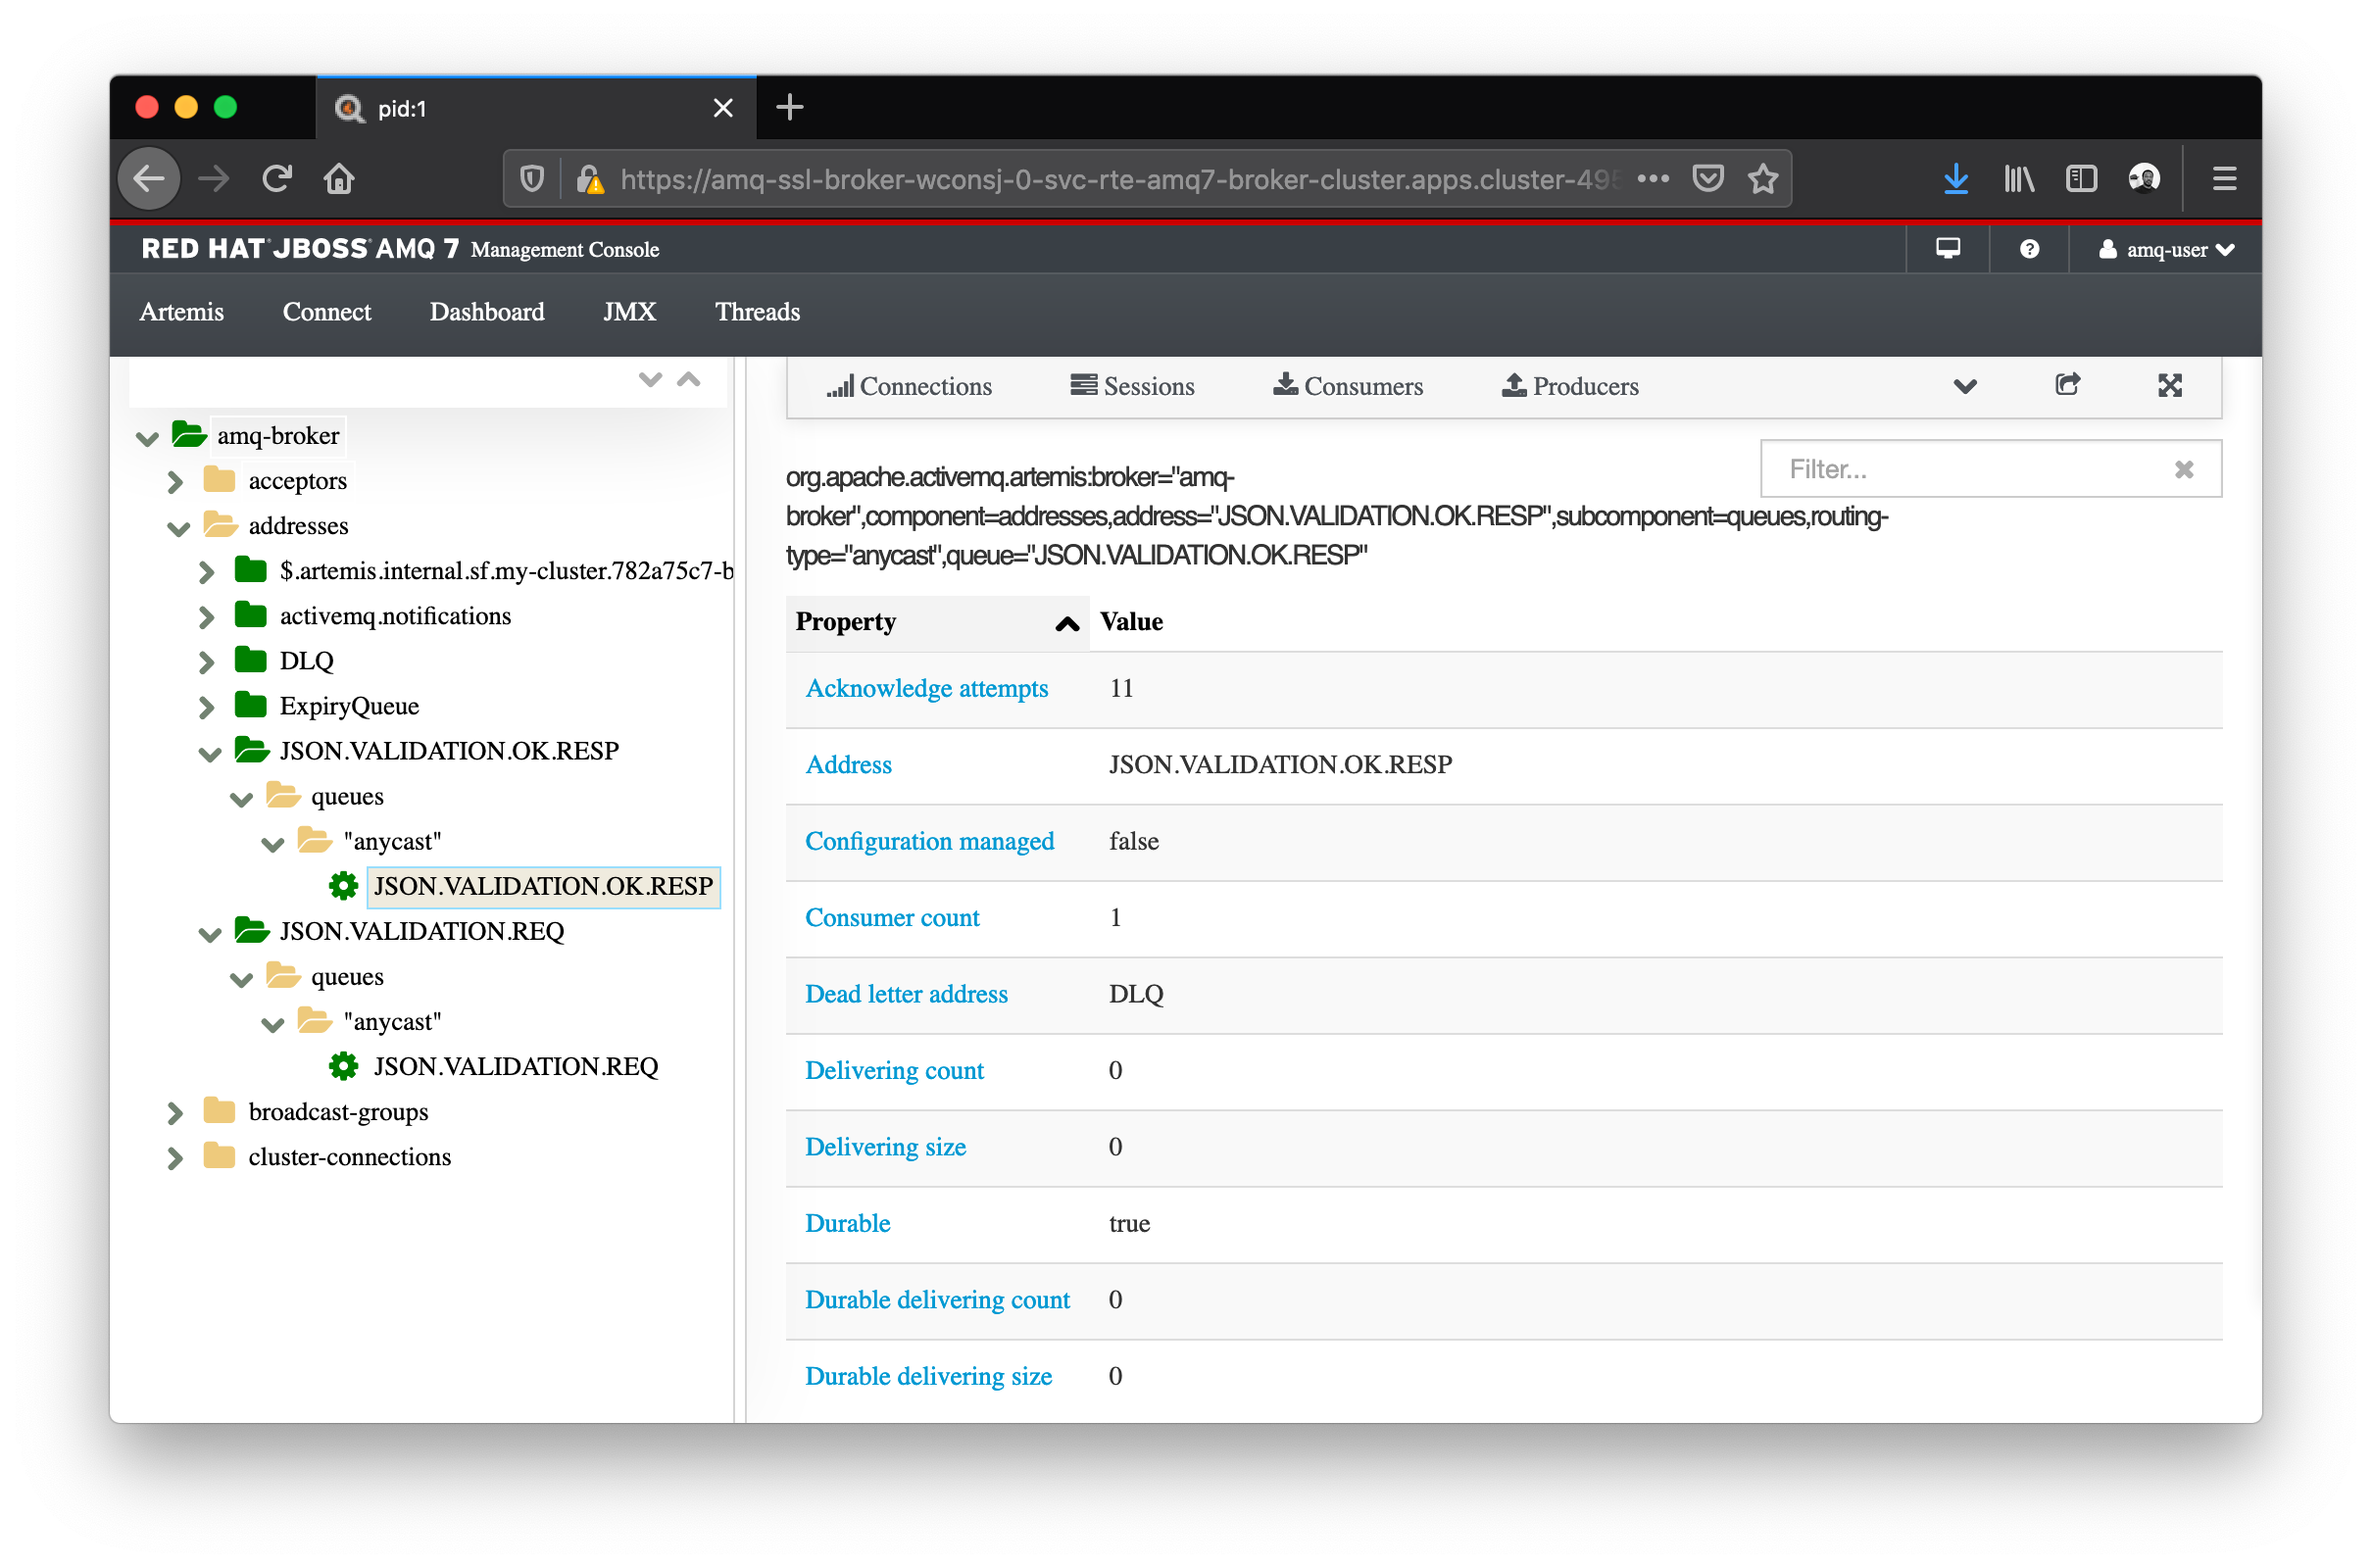 pid:1
https://amq-ssl-broker-wconsj-0-svc-rte-amq7-broker-cluster.apps.cluster-495
RED HAT JBOSS AMQ 7 Management Console
amq-user
Artemis Connect Dashboard JMX Threads
Connections Sessions Consumers Producers
amq-broker
acceptors
addresses
$.artemis.internal.sf.my-cluster.782a75c7-b
activemq.notifications
DLQ
ExpiryQueue
JSON.VALIDATION.OK.RESP
queues
"anycast"
JSON.VALIDATION.OK.RESP
JSON.VALIDATION.REQ
queues
"anycast"
JSON.VALIDATION.REQ
broadcast-groups
cluster-connections
Filter...
org.apache.activemq.artemis:broker="amq-
broker",component=addresses,address="JSON.VALIDATION.OK.RESP",subcomponent=queues,routing-
type="anycast",queue="JSON.VALIDATION.OK.RESP"
Property Value
Acknowledge attempts 11
Address JSON.VALIDATION.OK.RESP
Configuration managed false
Consumer count 1
Dead letter address DLQ
Delivering count 0
Delivering size 0
Durable true
Durable delivering count 0
Durable delivering size 0